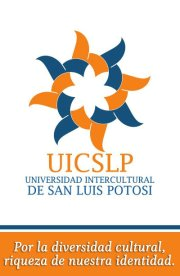 UICSLP
UNIVERSIDAD INTERCULTURAL
DE SAN LUIS POTOSI
Por la diversidad cultural,
riqueza de nuestra identidad.